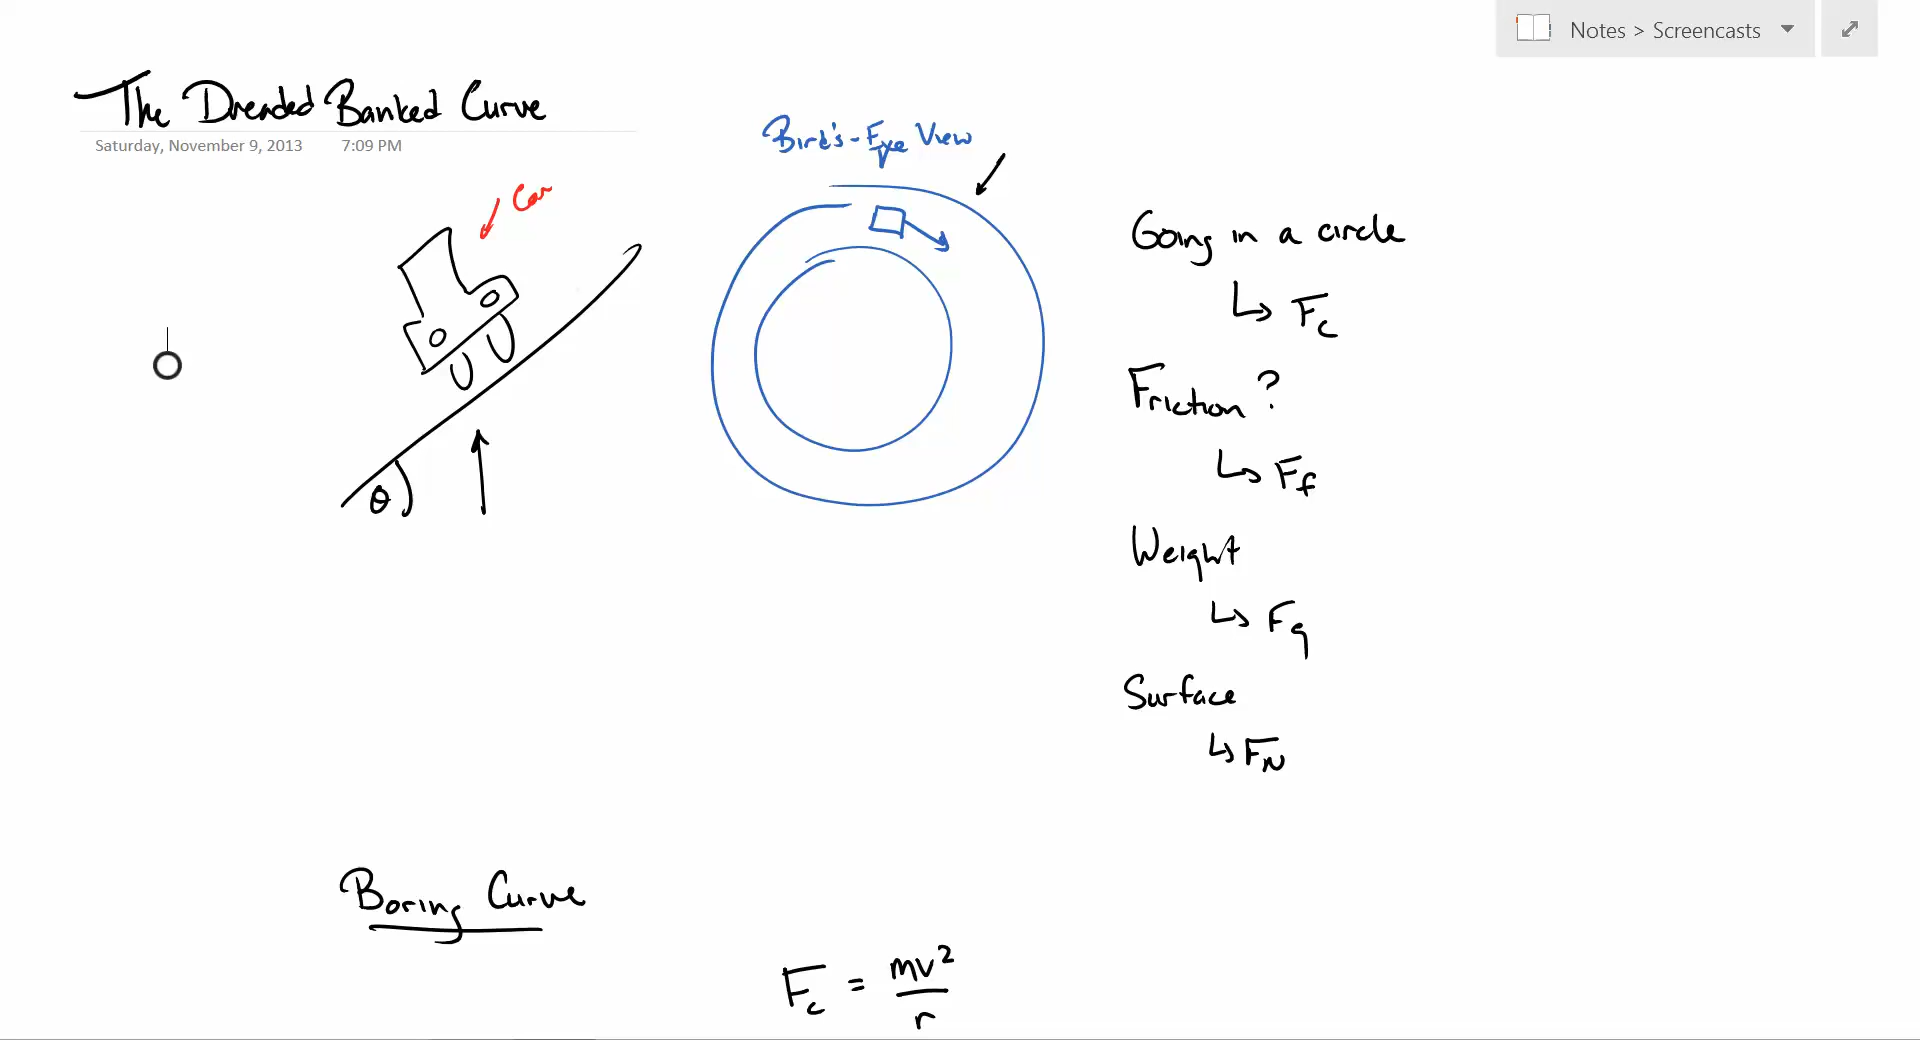 Notes > Screencasts
The Dreaded Banked Curve
Saturday, November 9, 2013 7:09 PM
Car
θ
Bird's-Eye View
Going in a circle
↳ Fc
Friction?
↳ Ff
Weight
↳ Fg
Surface
↳ FN
Boring Curve
Fc = mv²
r